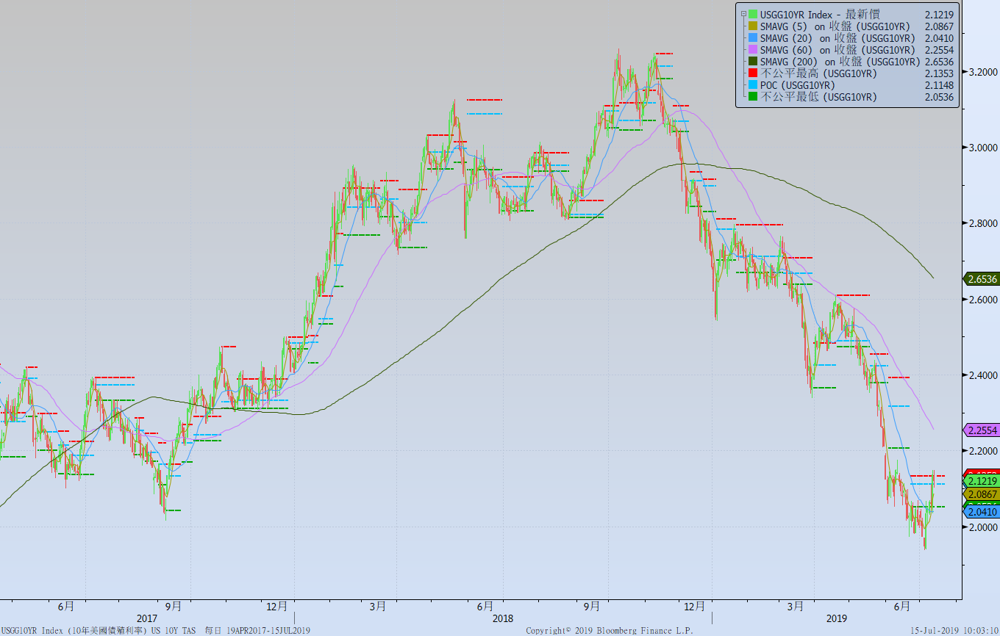 USGG10YR Index - 最新價 2.1219
SMAVG (5) on 收盤 (USGG10YR) 2.0867
SMAVG (20) on 收盤 (USGG10YR) 2.0410
SMAVG (60) on 收盤 (USGG10YR) 2.2554
SMAVG (200) on 收盤 (USGG10YR) 2.6536
不公平最高 (USGG10YR) 2.1353
POC (USGG10YR) 2.1148
不公平最低 (USGG10YR) 2.0536
3.2000
3.0000
2.8000
2.6536
2.6000
2.4000
2.2554
2.2000
2.1219
2.0867
2.0410
2.0000
6月 9月 12月 3月 6月 9月 12月 3月 6月
2017 2018 2019
USGG10YR Index (10年美國債殖利率) US 10Y TAS 每日 19APR2017-15JUL2019 Copyright© 2019 Bloomberg Finance L.P. 15-Jul-2019 10:03:10